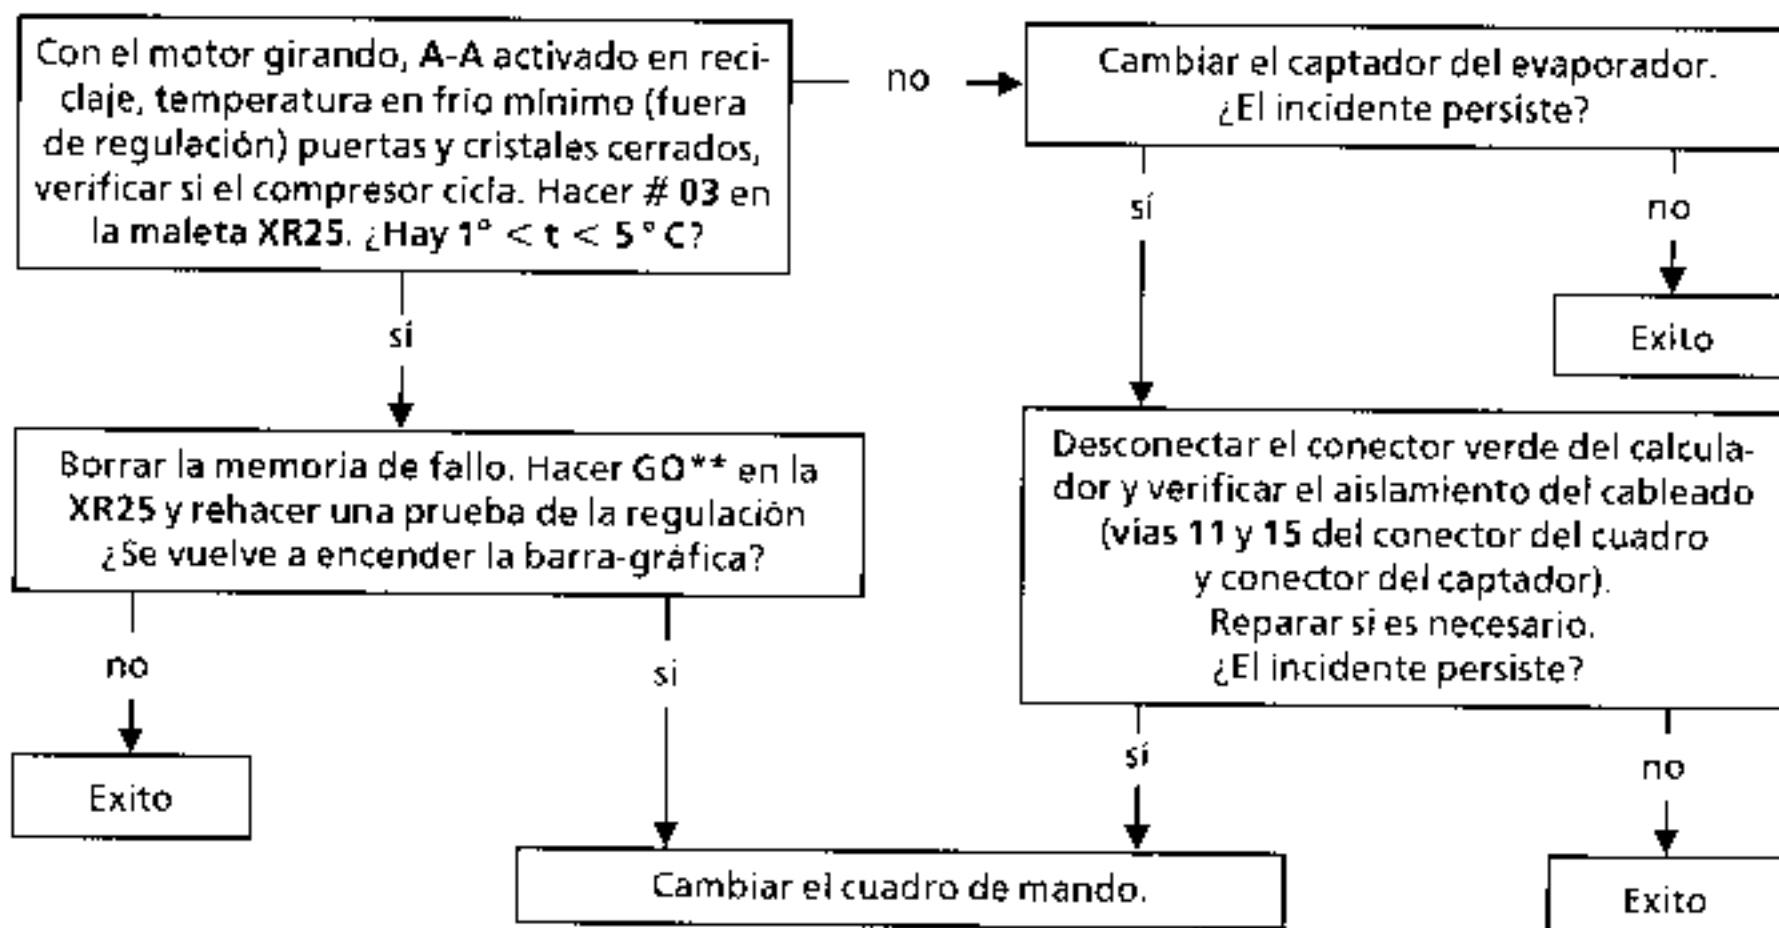 Con el motor girando, A-A activado en reci-
claje, temperatura en frío mínimo (fuera
de regulación) puertas y cristales cerrados,
verificar si el compresor cicla. Hacer # 03 en
la maleta XR25. ¿Hay 1° < t < 5° C?
no
Cambiar el captador del evaporador.
¿El incidente persiste?
sí
no
Exito
sí
Borrar la memoria de fallo. Hacer GO** en la
XR25 y rehacer una prueba de la regulación
¿Se vuelve a encender la barra-gráfica?
Desconectar el conector verde del calcula-
dor y verificar el aislamiento del cableado
(vías 11 y 15 del conector del cuadro
y conector del captador).
Reparar si es necesario.
¿El incidente persiste?
no
si
sí
no
Exito
Cambiar el cuadro de mando.
Exito